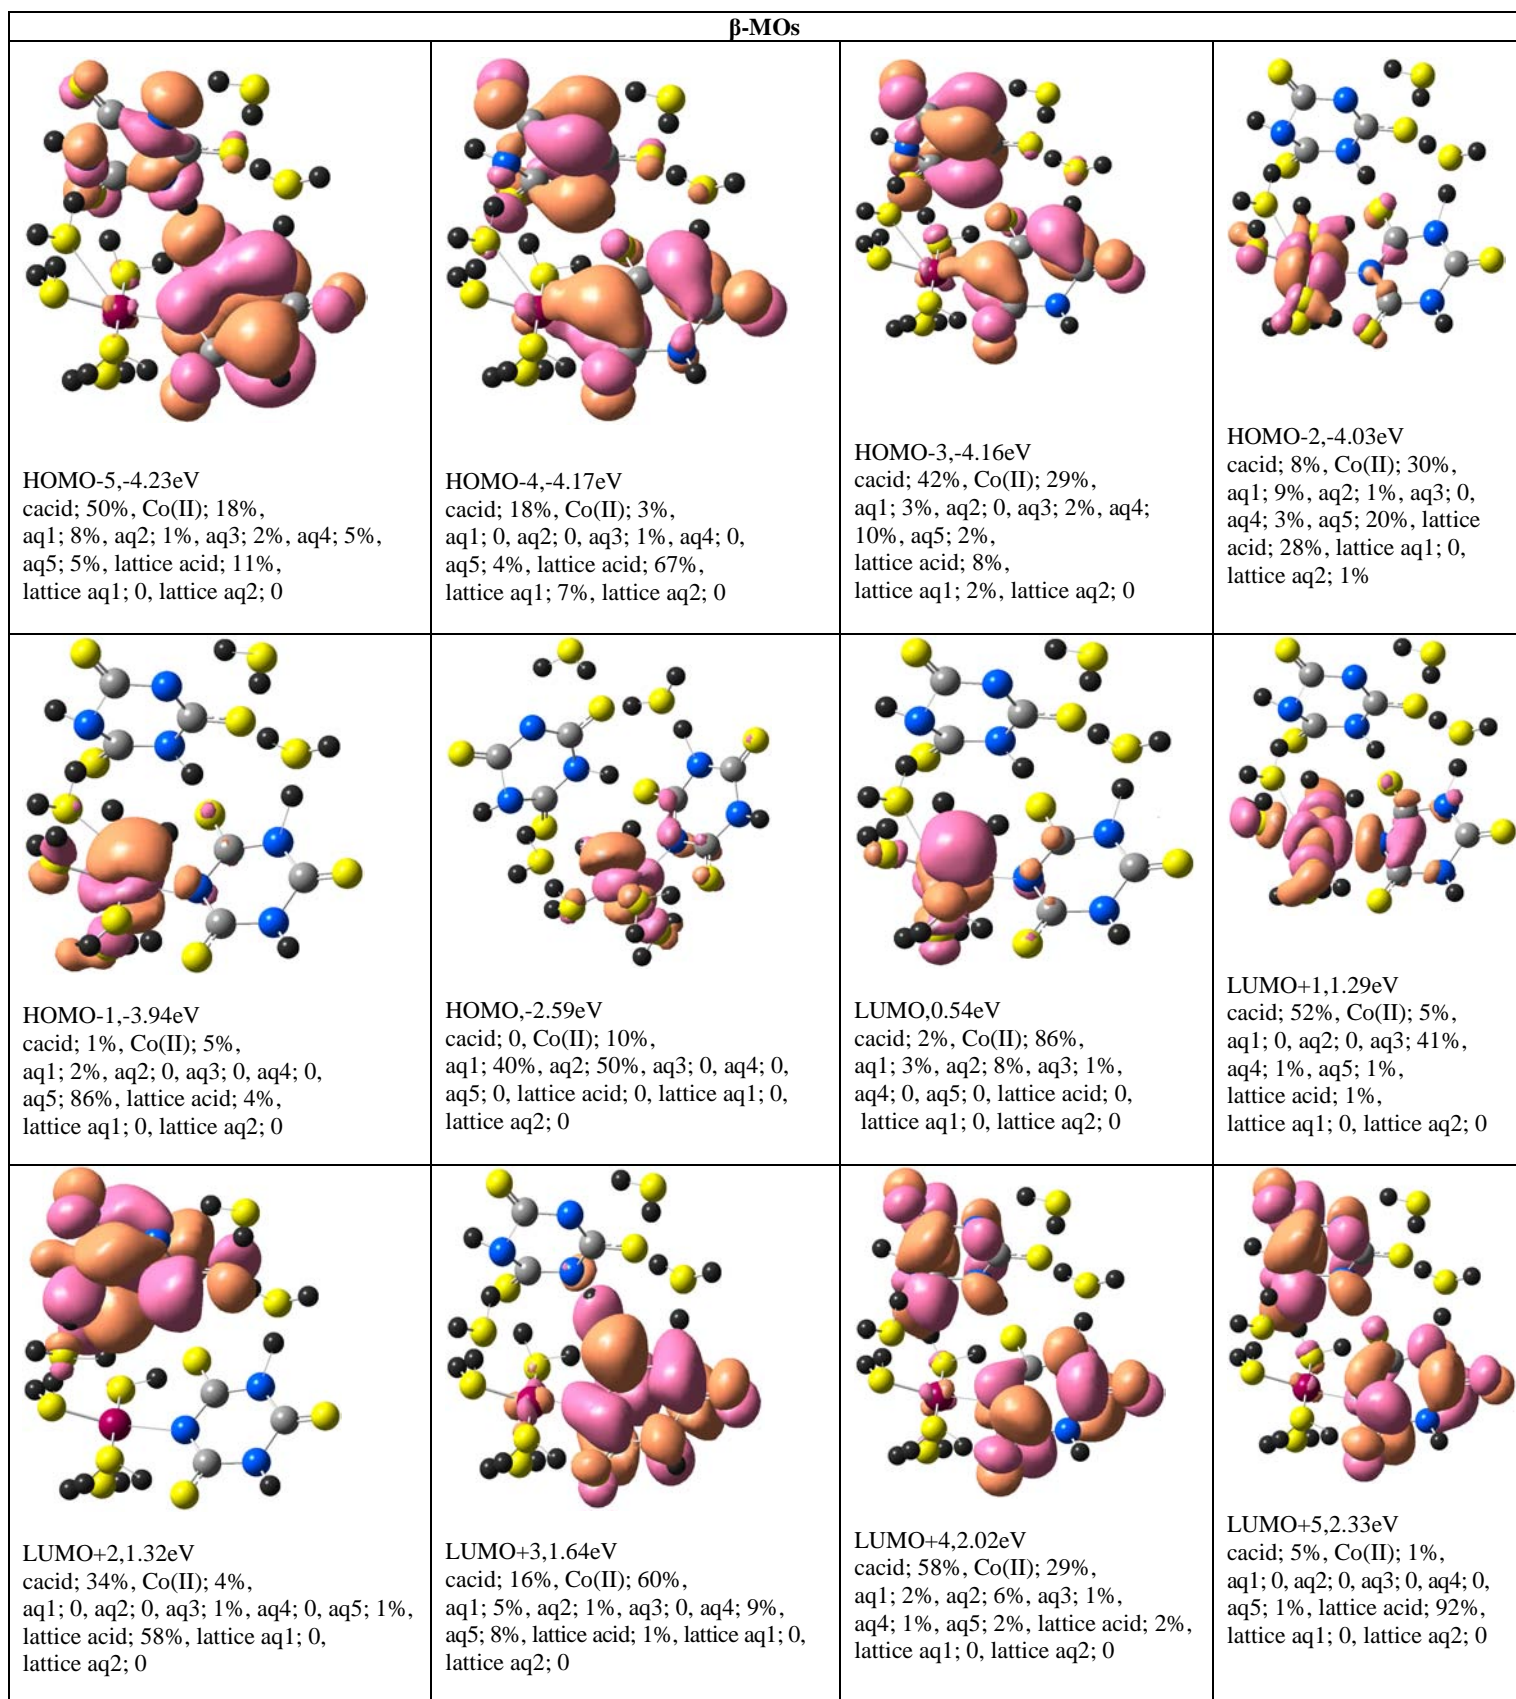 β-MOs
HOMO-5,-4.23eV
cacid; 50%, Co(II); 18%,
aq1; 8%, aq2; 1%, aq3; 2%, aq4; 5%,
aq5; 5%, lattice acid; 11%,
lattice aq1; 0, lattice aq2; 0
HOMO-4,-4.17eV
cacid; 18%, Co(II); 3%,
aq1; 0, aq2; 0, aq3; 1%, aq4; 0,
aq5; 4%, lattice acid; 67%,
lattice aq1; 7%, lattice aq2; 0
HOMO-3,-4.16eV
cacid; 42%, Co(II); 29%,
aq1; 3%, aq2; 0, aq3; 2%, aq4;
10%, aq5; 2%,
lattice acid; 8%,
lattice aq1; 2%, lattice aq2; 0
HOMO-2,-4.03eV
cacid; 8%, Co(II); 30%,
aq1; 9%, aq2; 1%, aq3; 0,
aq4; 3%, aq5; 20%, lattice
acid; 28%, lattice aq1; 0,
lattice aq2; 1%
HOMO-1,-3.94eV
cacid; 1%, Co(II); 5%,
aq1; 2%, aq2; 0, aq3; 0, aq4; 0,
aq5; 86%, lattice acid; 4%,
lattice aq1; 0, lattice aq2; 0
HOMO,-2.59eV
cacid; 0, Co(II); 10%,
aq1; 40%, aq2; 50%, aq3; 0, aq4; 0,
aq5; 0, lattice acid; 0, lattice aq1; 0,
lattice aq2; 0
LUMO,0.54eV
cacid; 2%, Co(II); 86%,
aq1; 3%, aq2; 8%, aq3; 1%,
aq4; 0, aq5; 0, lattice acid; 0,
lattice aq1; 0, lattice aq2; 0
LUMO+1,1.29eV
cacid; 52%, Co(II); 5%,
aq1; 0, aq2; 0, aq3; 41%,
aq4; 1%, aq5; 1%,
lattice acid; 1%,
lattice aq1; 0, lattice aq2; 0
LUMO+2,1.32eV
cacid; 34%, Co(II); 4%,
aq1; 0, aq2; 0, aq3; 1%, aq4; 0, aq5; 1%,
lattice acid; 58%, lattice aq1; 0,
lattice aq2; 0
LUMO+3,1.64eV
cacid; 16%, Co(II); 60%,
aq1; 5%, aq2; 1%, aq3; 0, aq4; 9%,
aq5; 8%, lattice acid; 1%, lattice aq1; 0,
lattice aq2; 0
LUMO+4,2.02eV
cacid; 58%, Co(II); 29%,
aq1; 2%, aq2; 6%, aq3; 1%,
aq4; 1%, aq5; 2%, lattice acid; 2%,
lattice aq1; 0, lattice aq2; 0
LUMO+5,2.33eV
cacid; 5%, Co(II); 1%,
aq1; 0, aq2; 0, aq3; 0, aq4; 0,
aq5; 1%, lattice acid; 92%,
lattice aq1; 0, lattice aq2; 0